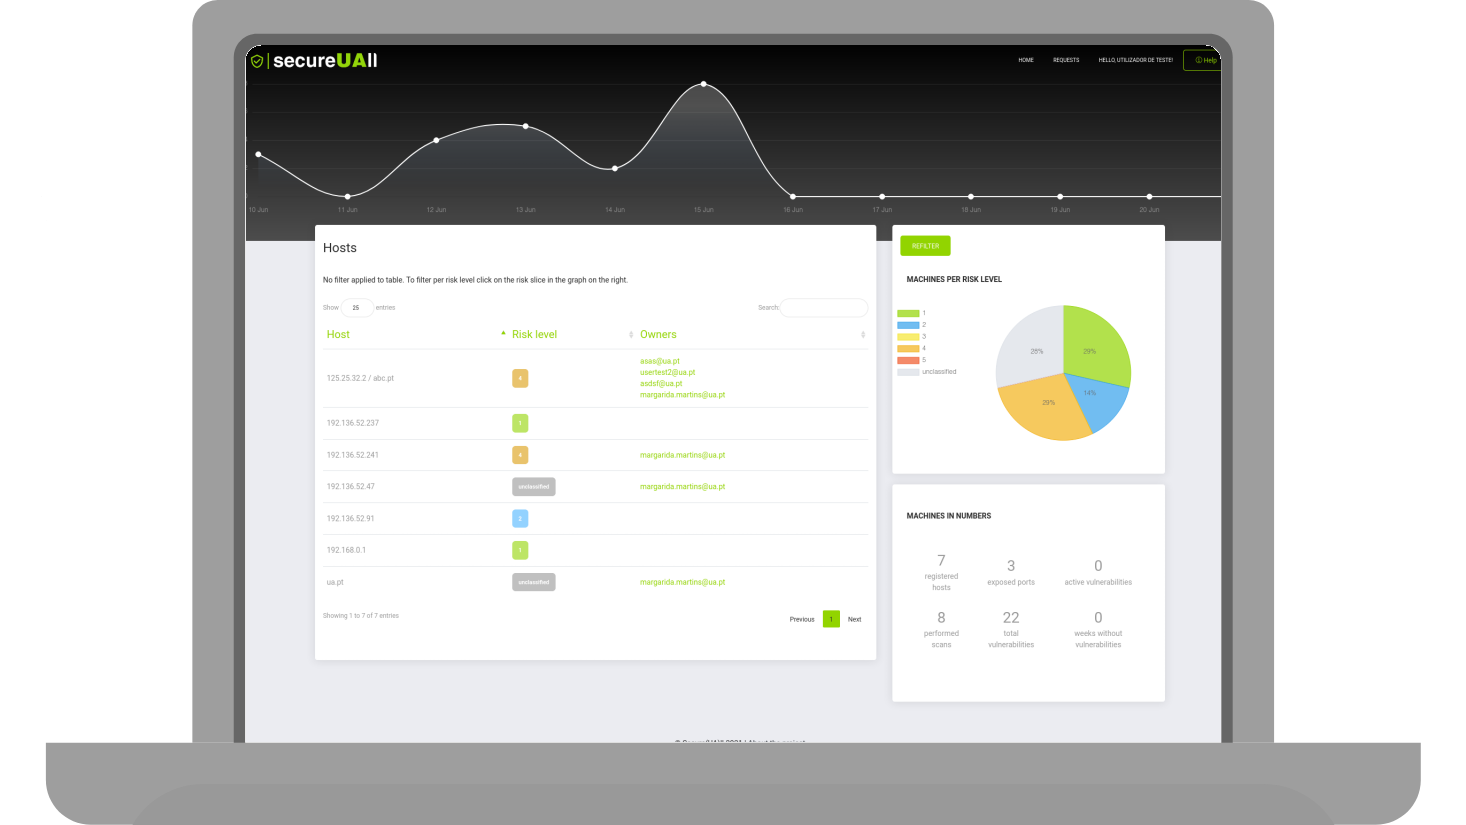 secureUAll
HOME REQUESTS HELLO, UTILIZADOR DE TESTE! Help
10 Jun 11 Jun 12 Jun 13 Jun 14 Jun 15 Jun 16 Jun 17 Jun 18 Jun 19 Jun 20 Jun
Hosts
No filter applied to table. To filter per risk level click on the risk slice in the graph on the right.
Show 25 entries
Search:
Host Risk level Owners
125.25.32.2 / abc.pt 4
asas@ua.pt
usertest2@ua.pt
asdsf@ua.pt
margarida.martins@ua.pt
192.136.52.237 1
192.136.52.241 4 margarida.martins@ua.pt
192.136.52.47 unclassified margarida.martins@ua.pt
192.136.52.91 2
192.168.0.1 1
ua.pt unclassified margarida.martins@ua.pt
Showing 1 to 7 of 7 entries
Previous 1 Next
REFILTER
MACHINES PER RISK LEVEL
1
2
3
4
5
unclassified
29%
29%
14%
29%
MACHINES IN NUMBERS
7
registered
hosts
3
exposed ports
0
active vulnerabilities
8
performed
scans
22
total
vulnerabilities
0
weeks without
vulnerabilities